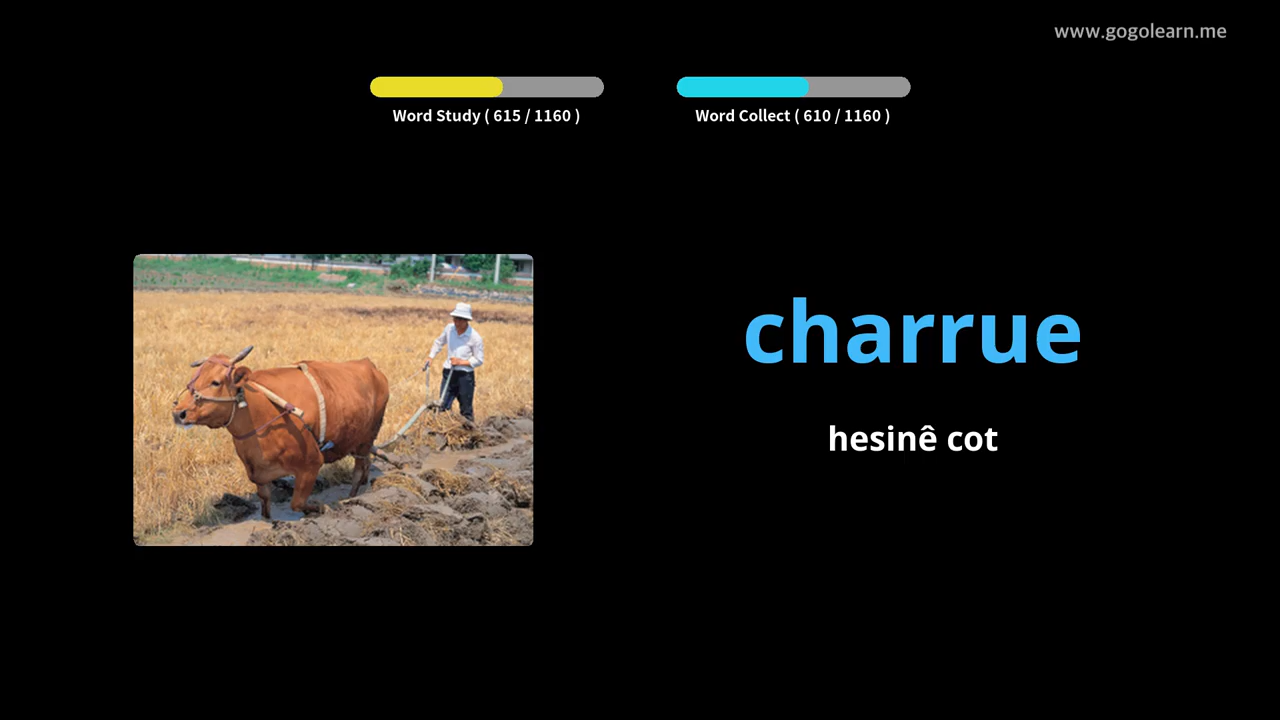 www.gogolearn.me
Word Study ( 615 / 1160 )
Word Collect ( 610 / 1160 )
charrue
hesinê cot